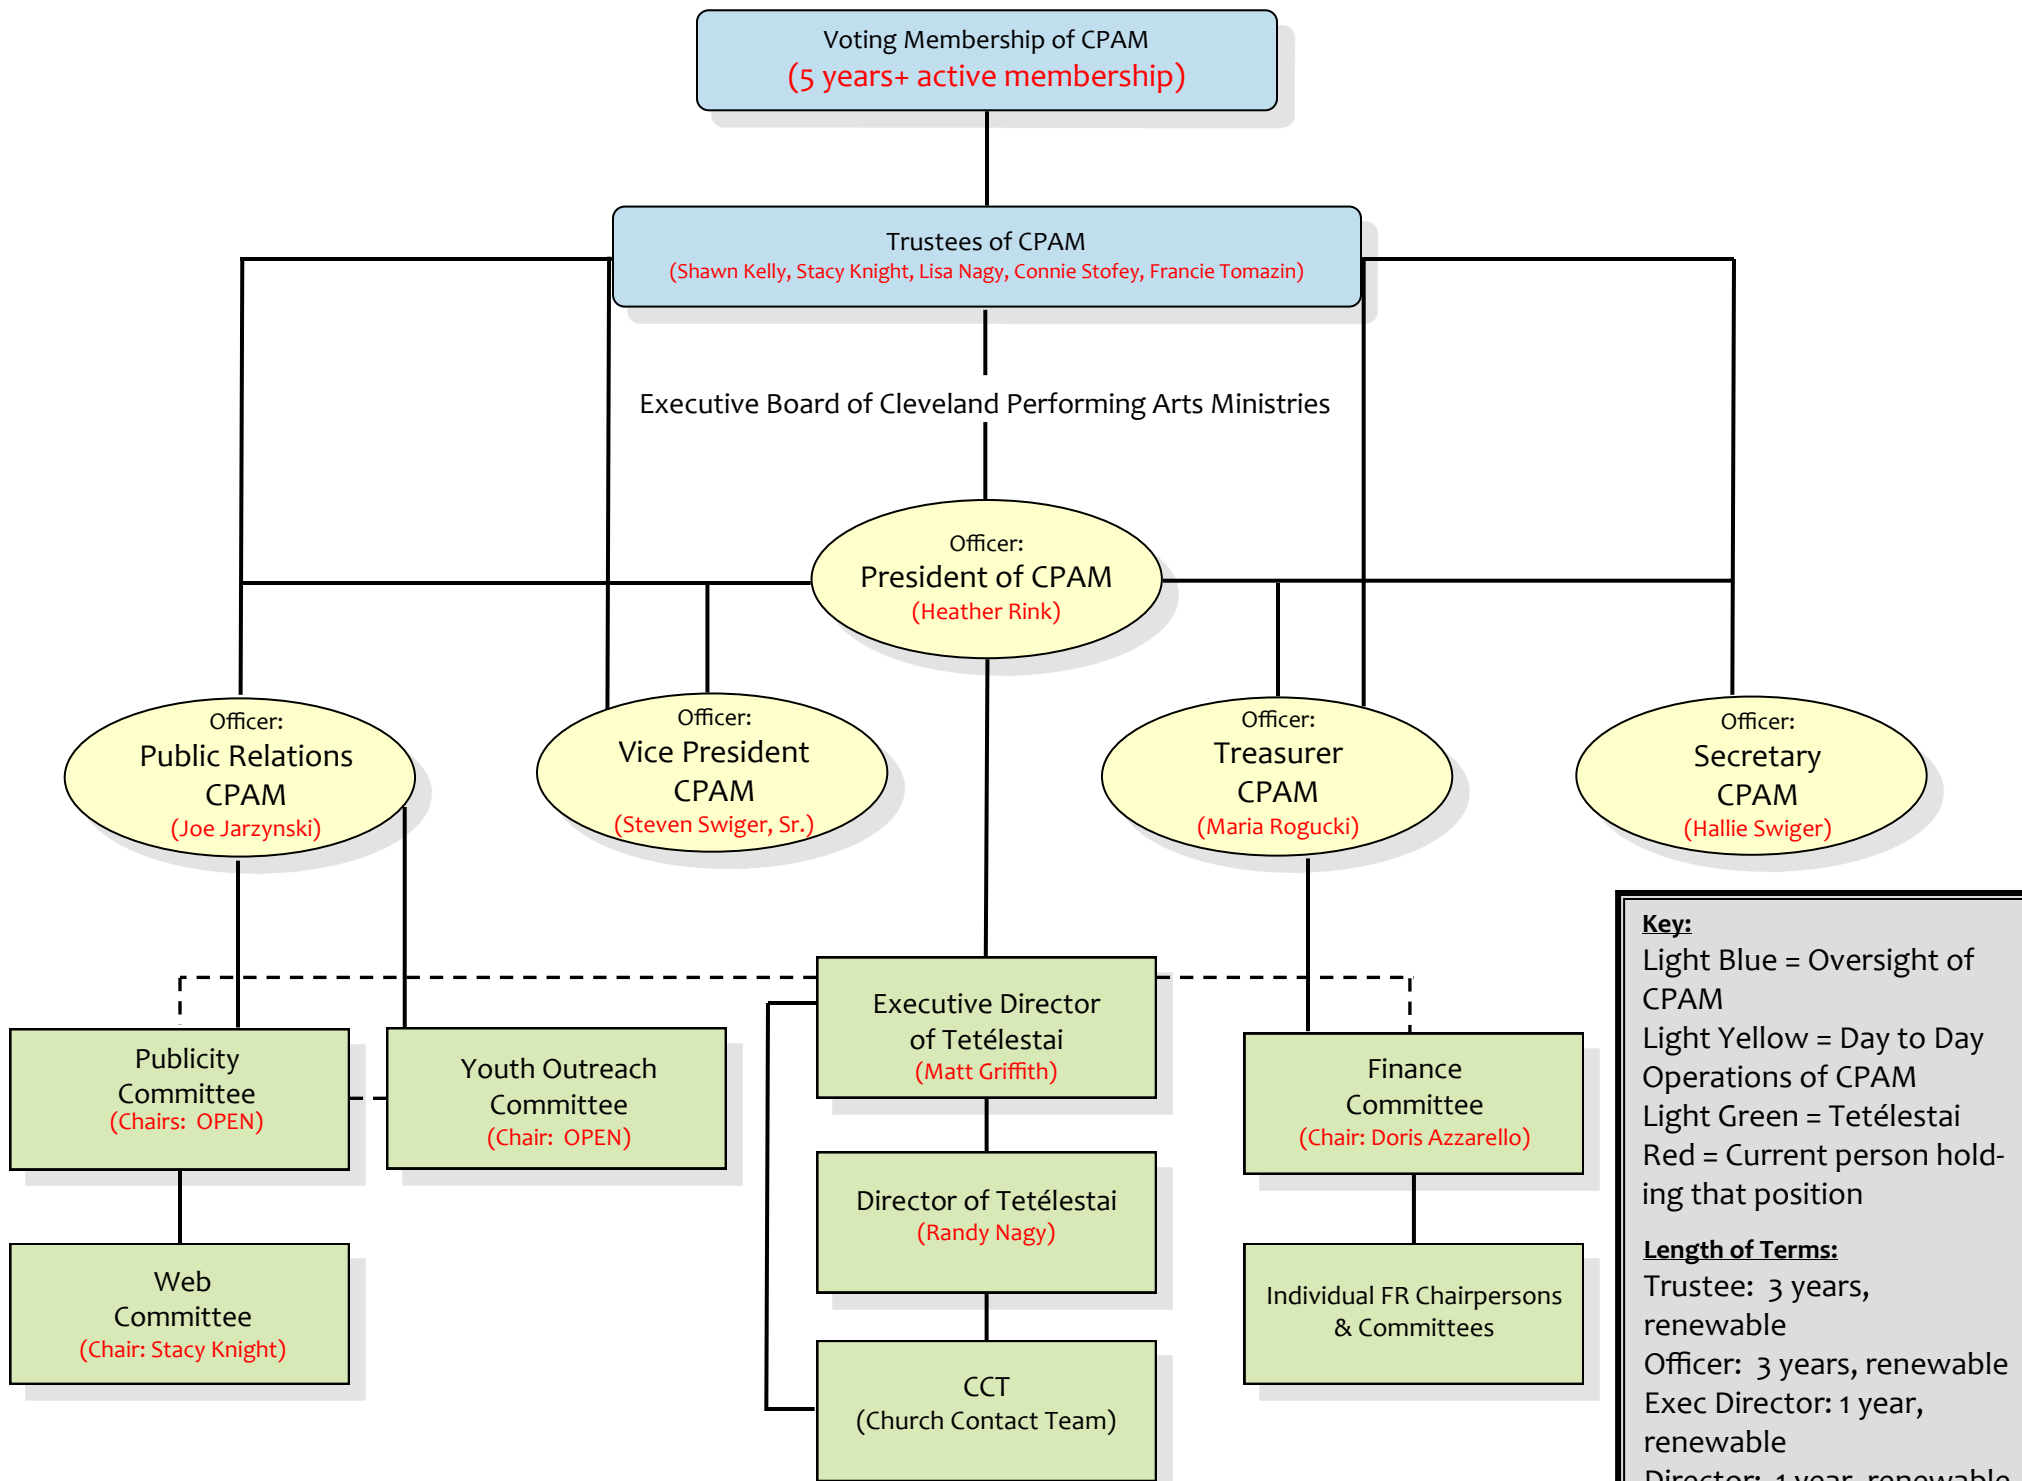 Voting Membership of CPAM
(5 years+ active membership)
Trustees of CPAM
(Shawn Kelly, Stacy Knight, Lisa Nagy, Connie Stofey, Francie Tomazin)
Executive Board of Cleveland Performing Arts Ministries
Officer:
President of CPAM
(Heather Rink)
Officer:
Public Relations
CPAM
(Joe Jarzynski)
Officer:
Vice President
CPAM
(Steven Swiger, Sr.)
Officer:
Treasurer
CPAM
(Maria Rogucki)
Officer:
Secretary
CPAM
(Hallie Swiger)
Publicity
Committee
(Chairs:  OPEN)
Youth Outreach
Committee
(Chair:  OPEN)
Executive Director
of Tetélestai
(Matt Griffith)
Finance
Committee
(Chair: Doris Azzarello)
Director of Tetélestai
(Randy Nagy)
Web
Committee
(Chair: Stacy Knight)
Individual FR Chairpersons
& Committees
CCT
(Church Contact Team)
Key:
Light Blue = Oversight of
CPAM
Light Yellow = Day to Day
Operations of CPAM
Light Green = Tetélestai
Red = Current person hold-
ing that position
Length of Terms:
Trustee:  3 years,
renewable
Officer:  3 years, renewable
Exec Director: 1 year,
renewable
Director:  1 year, renewable